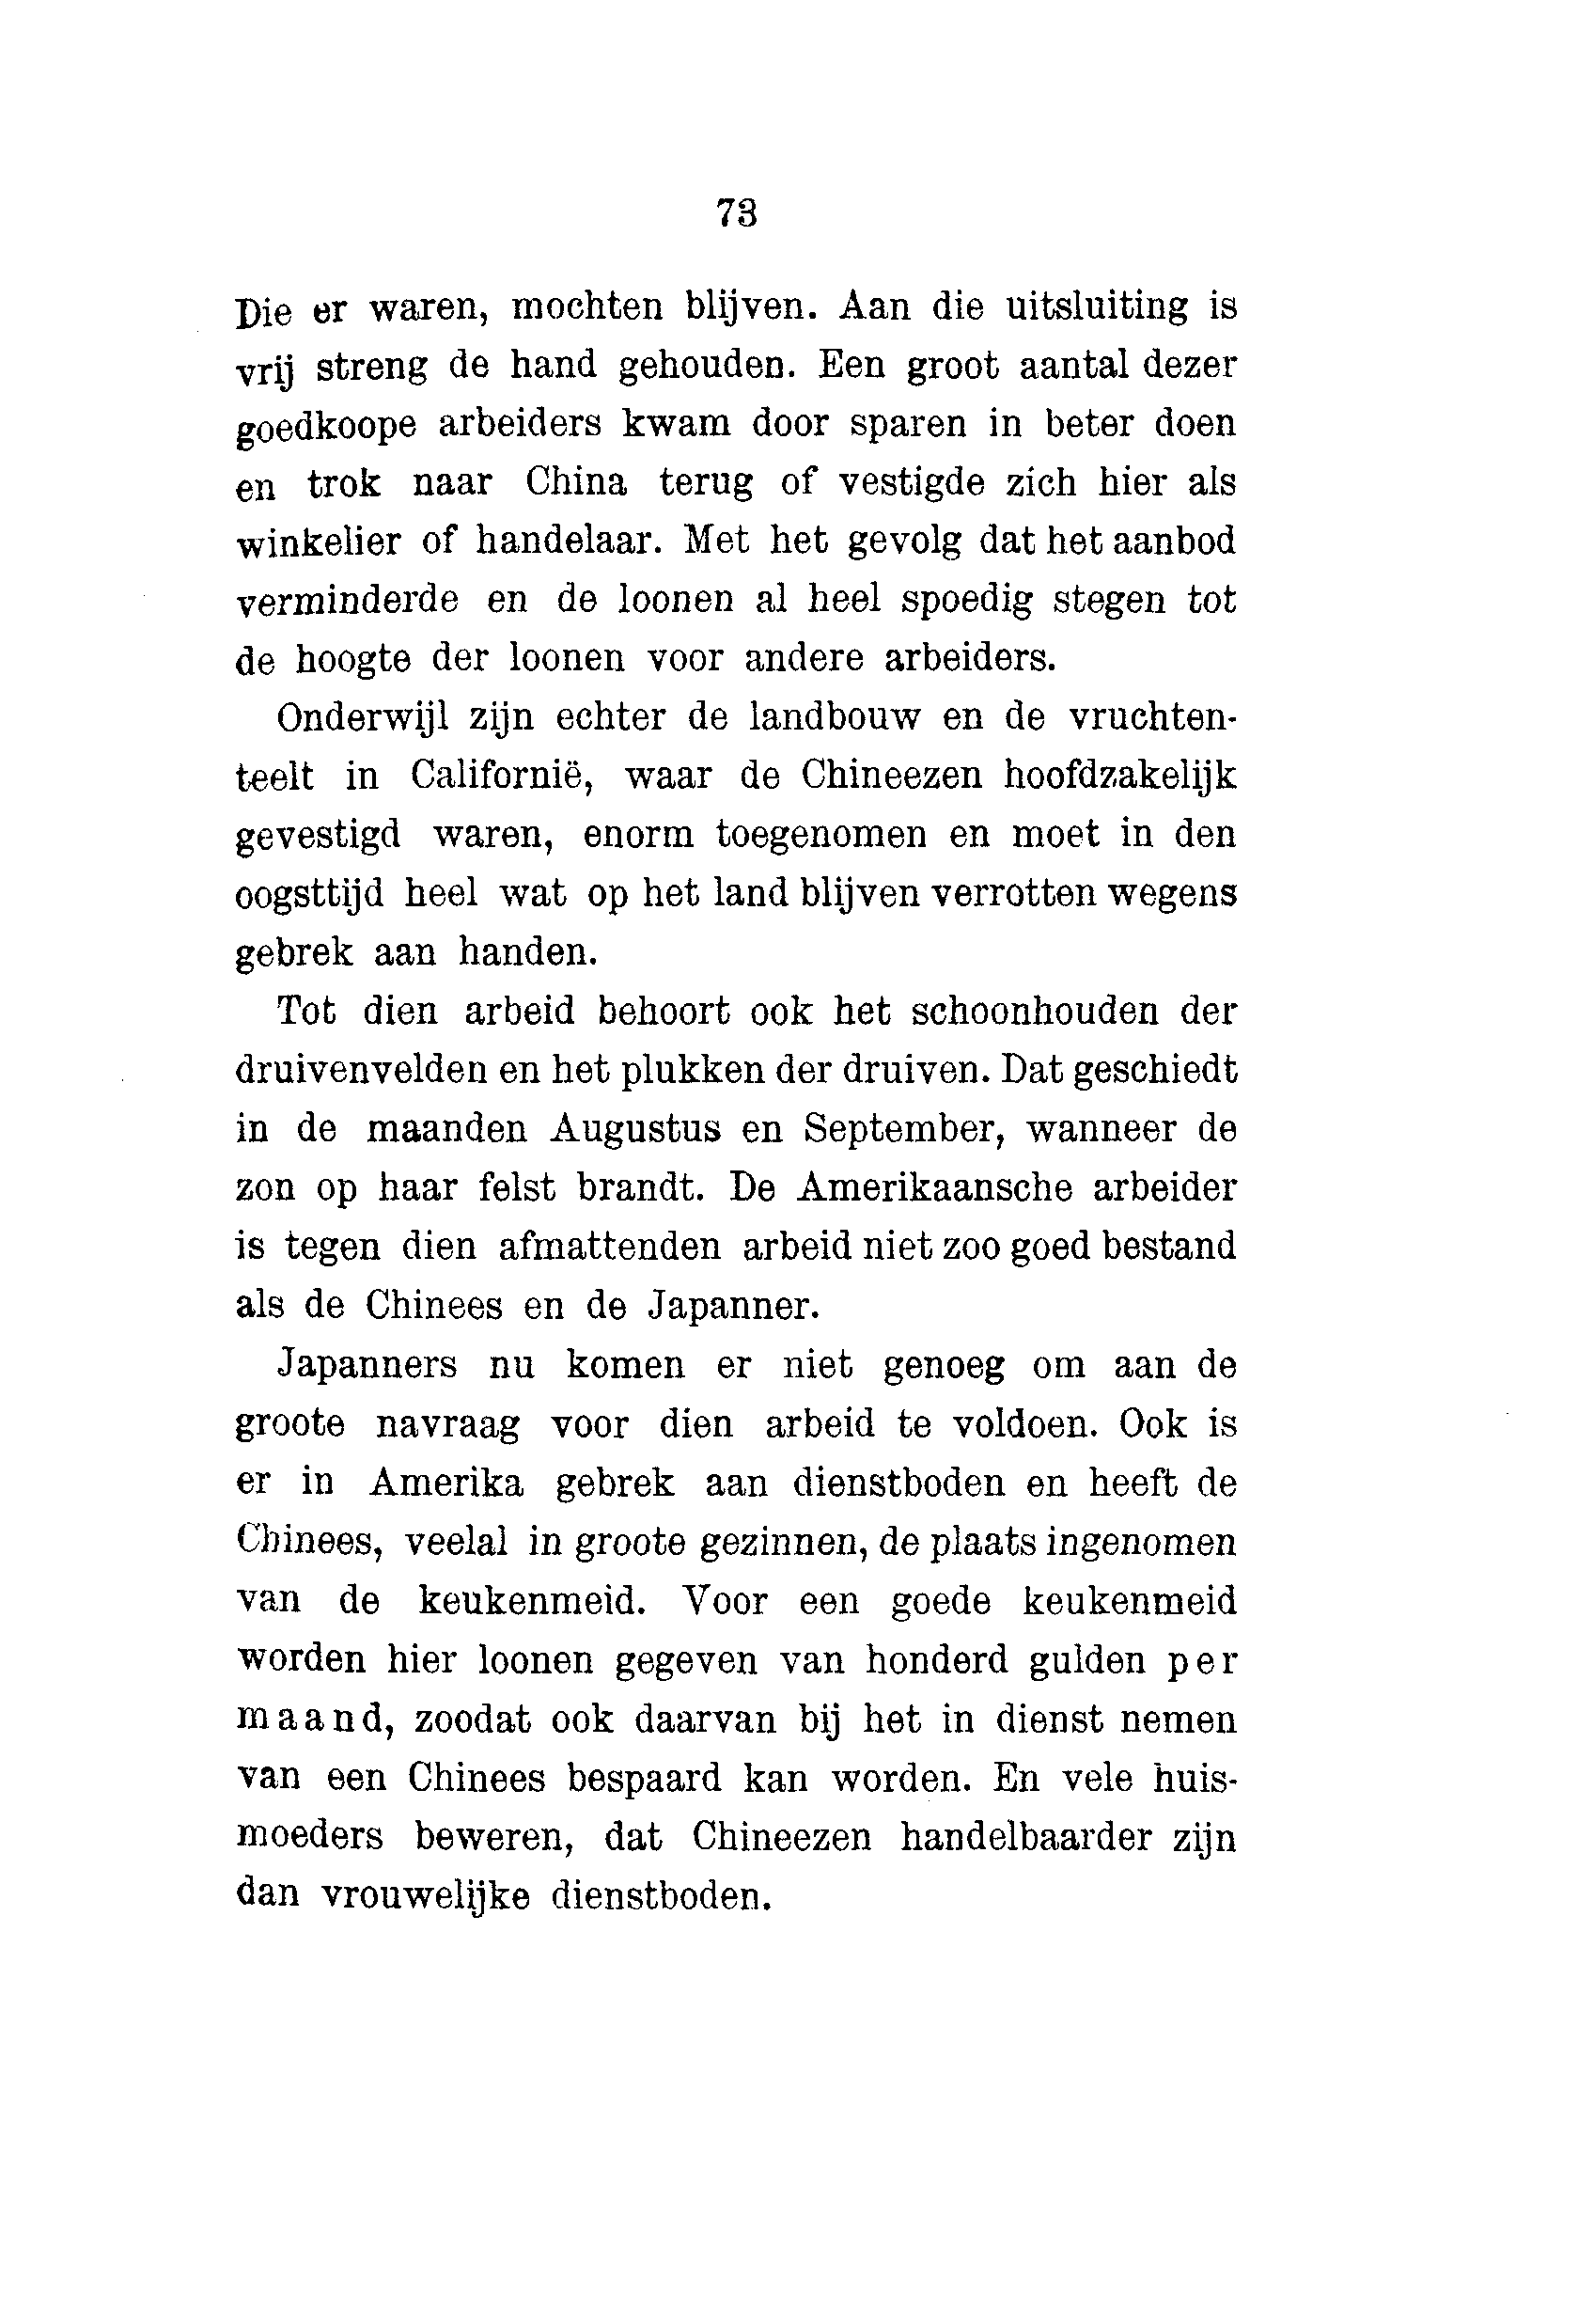 73
Die er waren, mochten blijven. Aan die uitsluiting is
vrij streng de hand gehouden. Een groot aantal dezer
goedkoope arbeiders kwam door sparen in beter doen
en trok naar China terug of vestigde zich hier als
winkelier of handelaar. Met het gevolg dat het aanbod
verminderde en de loonen al heel spoedig stegen tot
de hoogte der loonen voor andere arbeiders.
Onderwijl zijn echter de landbouw en de vruchten-
teelt in Californië, waar de Chineezen hoofdzakelijk
gevestigd waren, enorm toegenomen en moet in den
oogsttijd heel wat op het land blijven verrotten wegens
gebrek aan handen.
Tot dien arbeid behoort ook het schoonhouden der
druivenvelden en het plukken der druiven. Dat geschiedt
in de maanden Augustus en September, wanneer de
zon op haar felst brandt. De Amerikaansche arbeider
is tegen dien afmattenden arbeid niet zoo goed bestand
als de Chinees en de Japanner.
Japanners nu komen er niet genoeg om aan de
groote navraag voor dien arbeid te voldoen. Ook is
er in Amerika gebrek aan dienstboden en heeft de
Chinees, veelal in groote gezinnen, de plaats ingenomen
van de keukenmeid. Voor een goede keukenmeid
worden hier loonen gegeven van honderd gulden per
maand, zoodat ook daarvan bij het in dienst nemen
van een Chinees bespaard kan worden. En vele huis-
moeders beweren, dat Chineezen handelbaarder zijn
dan vrouwelijke dienstboden.